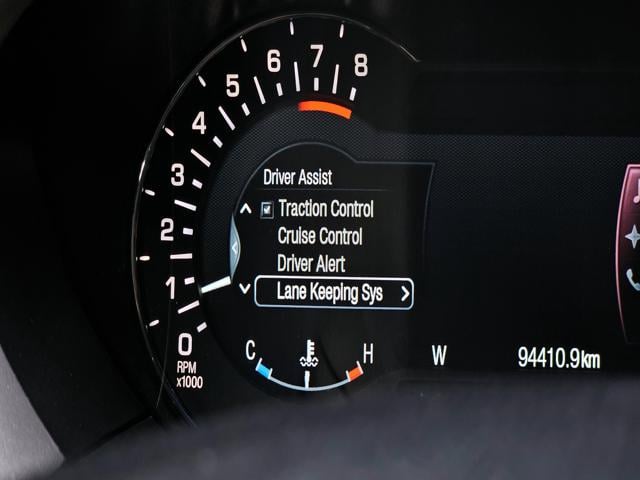 8
7
6
5
4
3
2
1
0
RPM
x1000
Driver Assist
Traction Control
Cruise Control
Driver Alert
Lane Keeping Sys
C
H
W
94410.9km